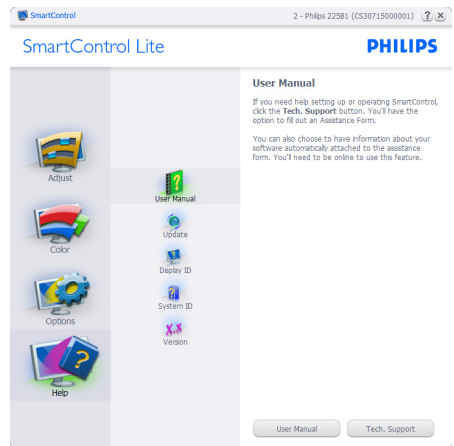 SmartControl
2 - Philips 225B1 (CS30715000001)
? X
SmartControl Lite
PHILIPS
Adjust
Color
Options
Help
User Manual
Update
Display ID
System ID
X.X
Version
User Manual
If you need help setting up or operating SmartControl,
click the Tech. Support button. You'll have the
option to fill out an Assistance Form.
You can also choose to have information about your
software automatically attached to the assistance
form. You'll need to be online to use this feature.
User Manual
Tech. Support